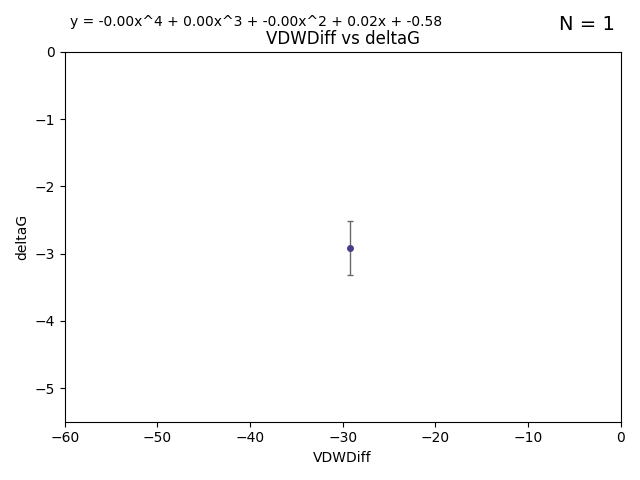 y = -0.00x^4 + 0.00x^3 + -0.00x^2 + 0.02x + -0.58
N = 1
VDWDiff vs deltaG
0
−1
−2
−3
−4
−5
deltaG
−60 −50 −40 −30 −20 −10 0
VDWDiff